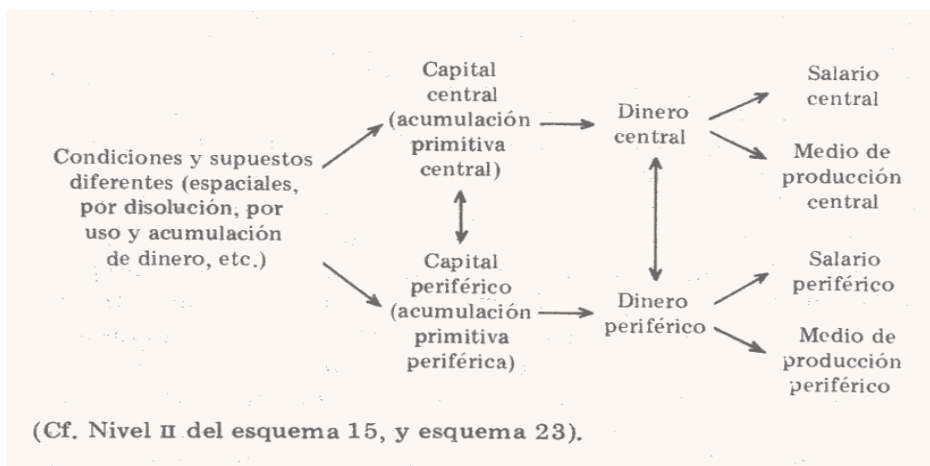 Condiciones y supuestos
diferentes (espaciales,
por disolución, por
uso y acumulación
de dinero, etc.)
Capital
central
(acumulación
primitiva
central)
Capital
periférico
(acumulación
primitiva
periférica)
Dinero
central
Dinero
periférico
Salario
central
Medio de
producción
central
Salario
periférico
Medio de
producción
periférico
(Cf. Nivel II del esquema 15, y esquema 23).